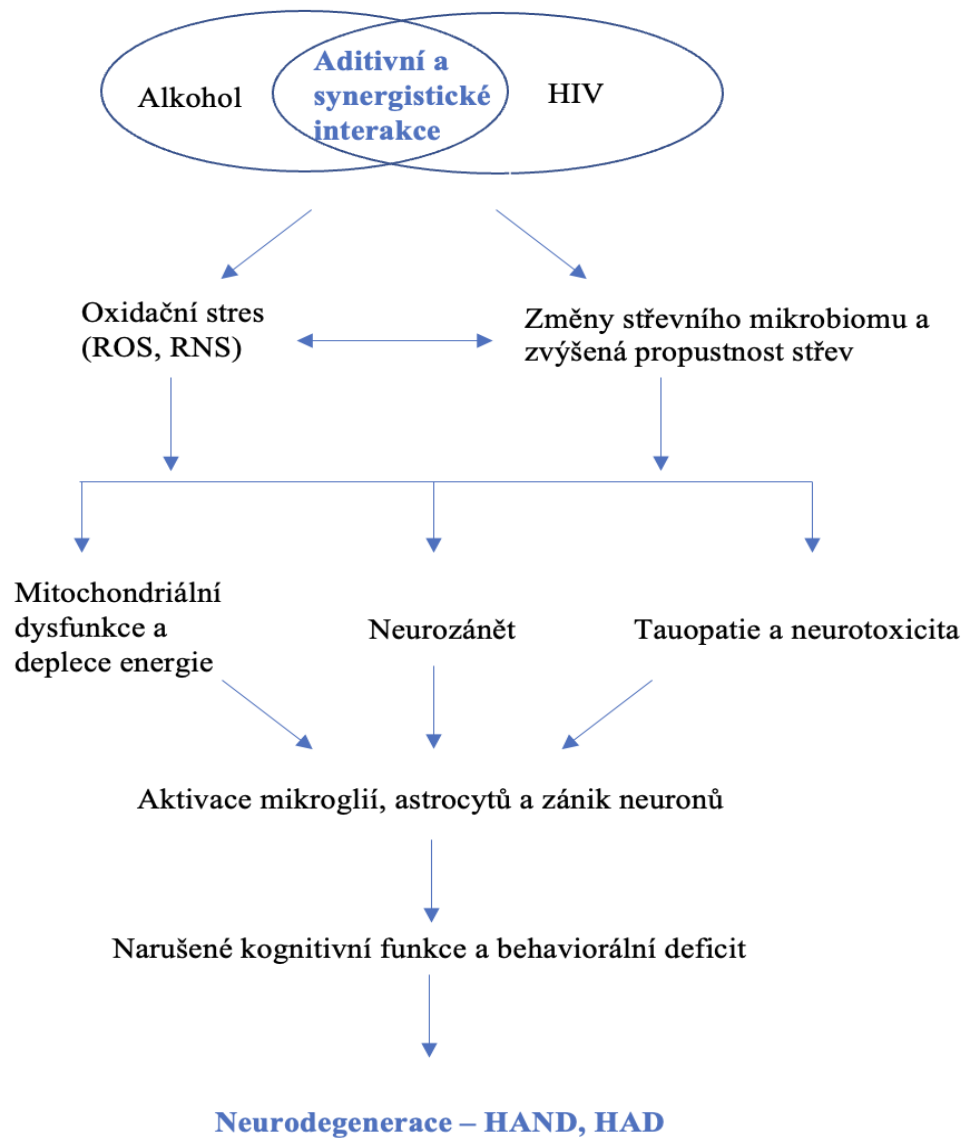 Alkohol
Aditivní a
synergistické
interakce
HIV
Oxidační stres
(ROS, RNS)
Změny střevního mikrobiomu a
zvýšená propustnost střev
Mitochondriální
dysfunkce a
deplece energie
Neurozánět
Tauopatie a neurotoxicita
Aktivace mikroglií, astrocytů a zánik neuronů
Narušené kognitivní funkce a behaviorální deficit
Neurodegenerace – HAND, HAD